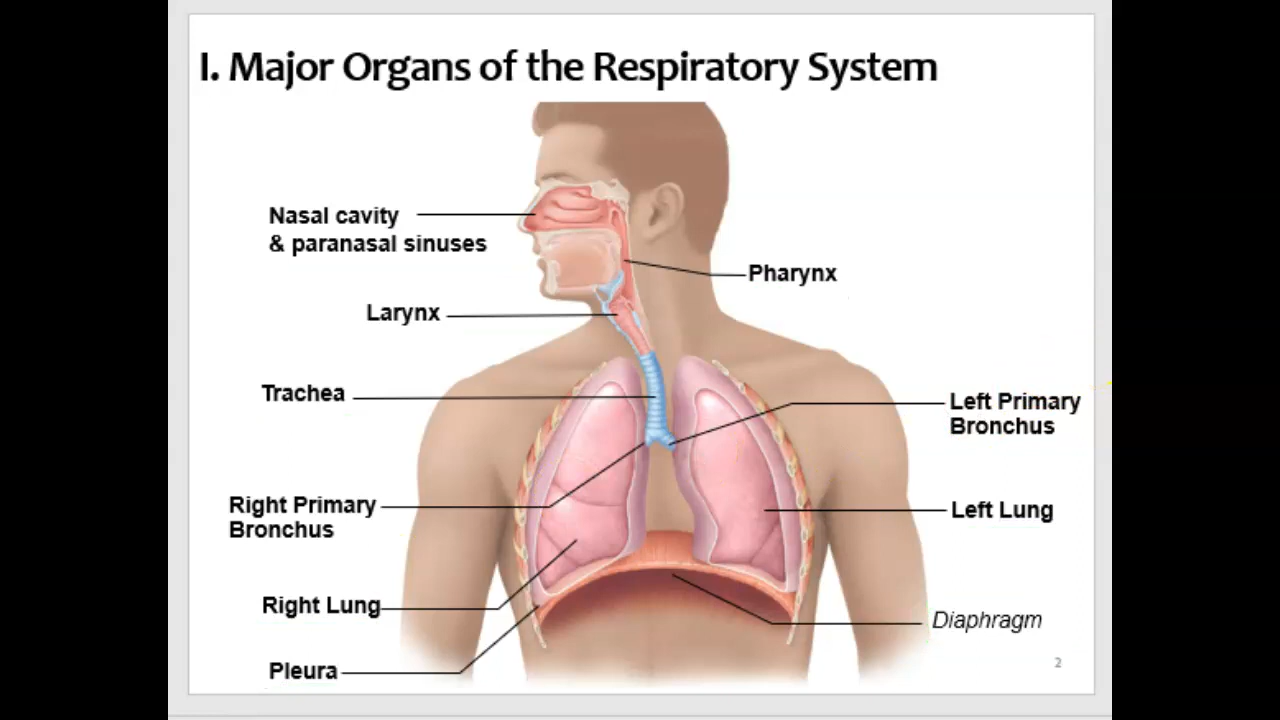 I. Major Organs of the Respiratory System
Nasal cavity
& paranasal sinuses
Pharynx
Larynx
Trachea
Left Primary
Bronchus
Right Primary
Bronchus
Left Lung
Right Lung
Diaphragm
Pleura
2